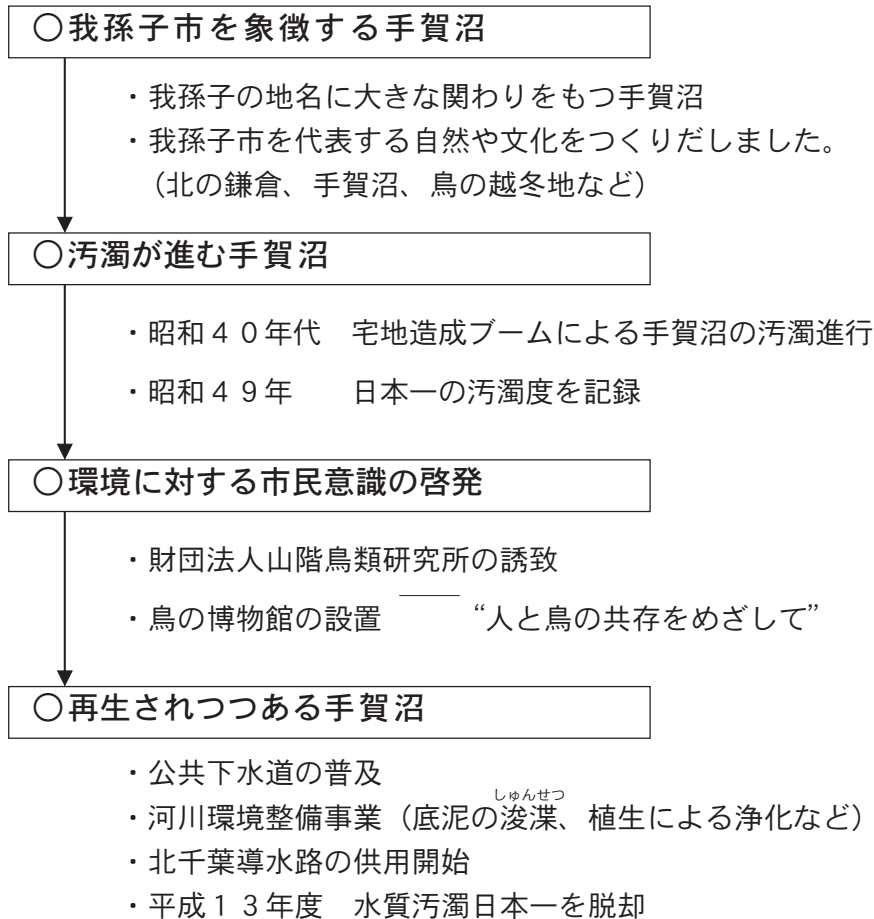 ○我孫子市を象徴する手賀沼
・我孫子の地名に大きな関わりをもつ手賀沼
・我孫子市を代表する自然や文化をつくりだしました。
（北の鎌倉、手賀沼、鳥の越冬地など）
○汚濁が進む手賀沼
・昭和４０年代　宅地造成ブームによる手賀沼の汚濁進行
・昭和４９年　　日本一の汚濁度を記録
○環境に対する市民意識の啓発
・財団法人山階鳥類研究所の誘致
・鳥の博物館の設置 ―― “人と鳥の共存をめざして”
○再生されつつある手賀沼
・公共下水道の普及
しゅんせつ
・河川環境整備事業（底泥の浚渫、植生による浄化など）
・北千葉導水路の供用開始
・平成１３年度　水質汚濁日本一を脱却